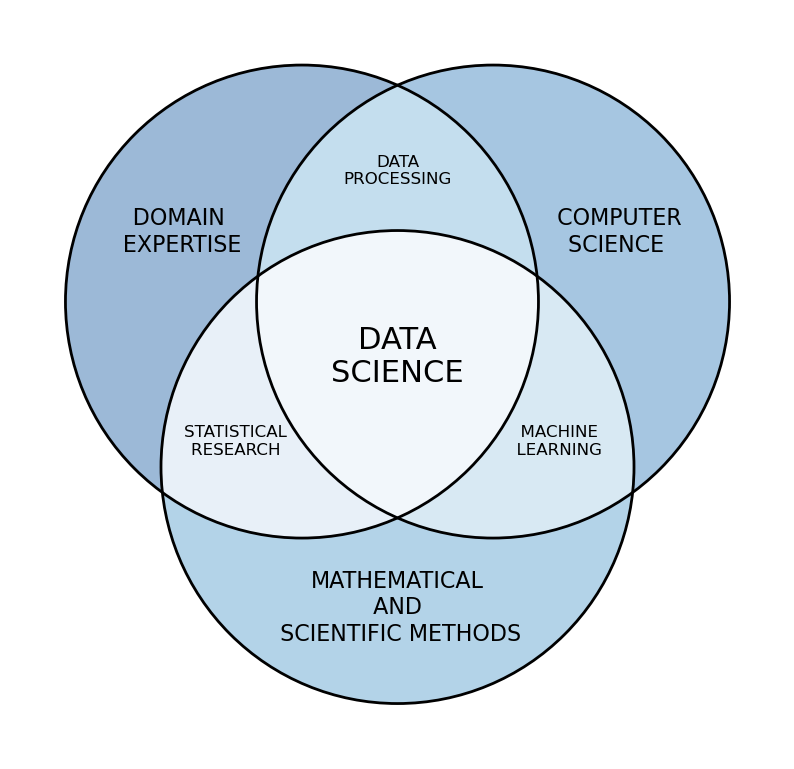 DATA
PROCESSING
DOMAIN
EXPERTISE
COMPUTER
SCIENCE
DATA
SCIENCE
STATISTICAL
RESEARCH
MACHINE
LEARNING
MATHEMATICAL
AND
SCIENTIFIC METHODS